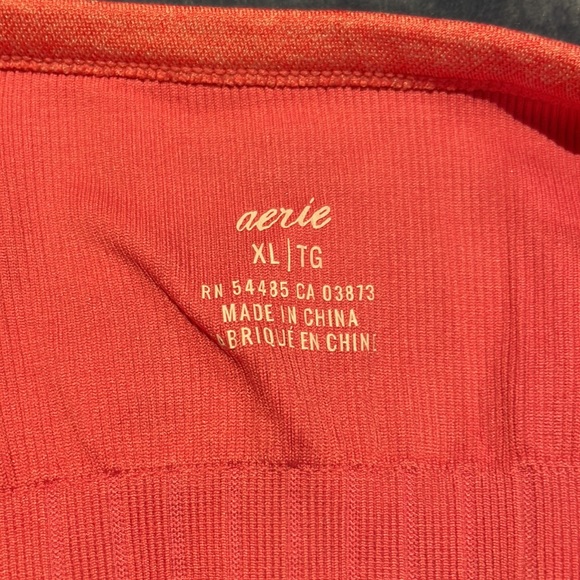 aerie
XL|TG
RN 54485 CA 03873
MADE IN CHINA
ABRIQUÉ EN CHINE